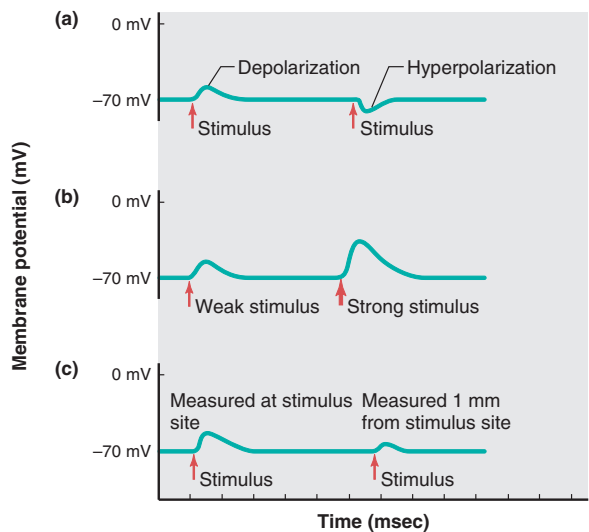 (a)
0 mV
Depolarization
Hyperpolarization
–70 mV
Stimulus
Stimulus
Membrane potential (mV)
(b)
0 mV
–70 mV
Weak stimulus
Strong stimulus
(c)
0 mV
Measured at stimulus
site
Measured 1 mm
from stimulus site
–70 mV
Stimulus
Stimulus
Time (msec)